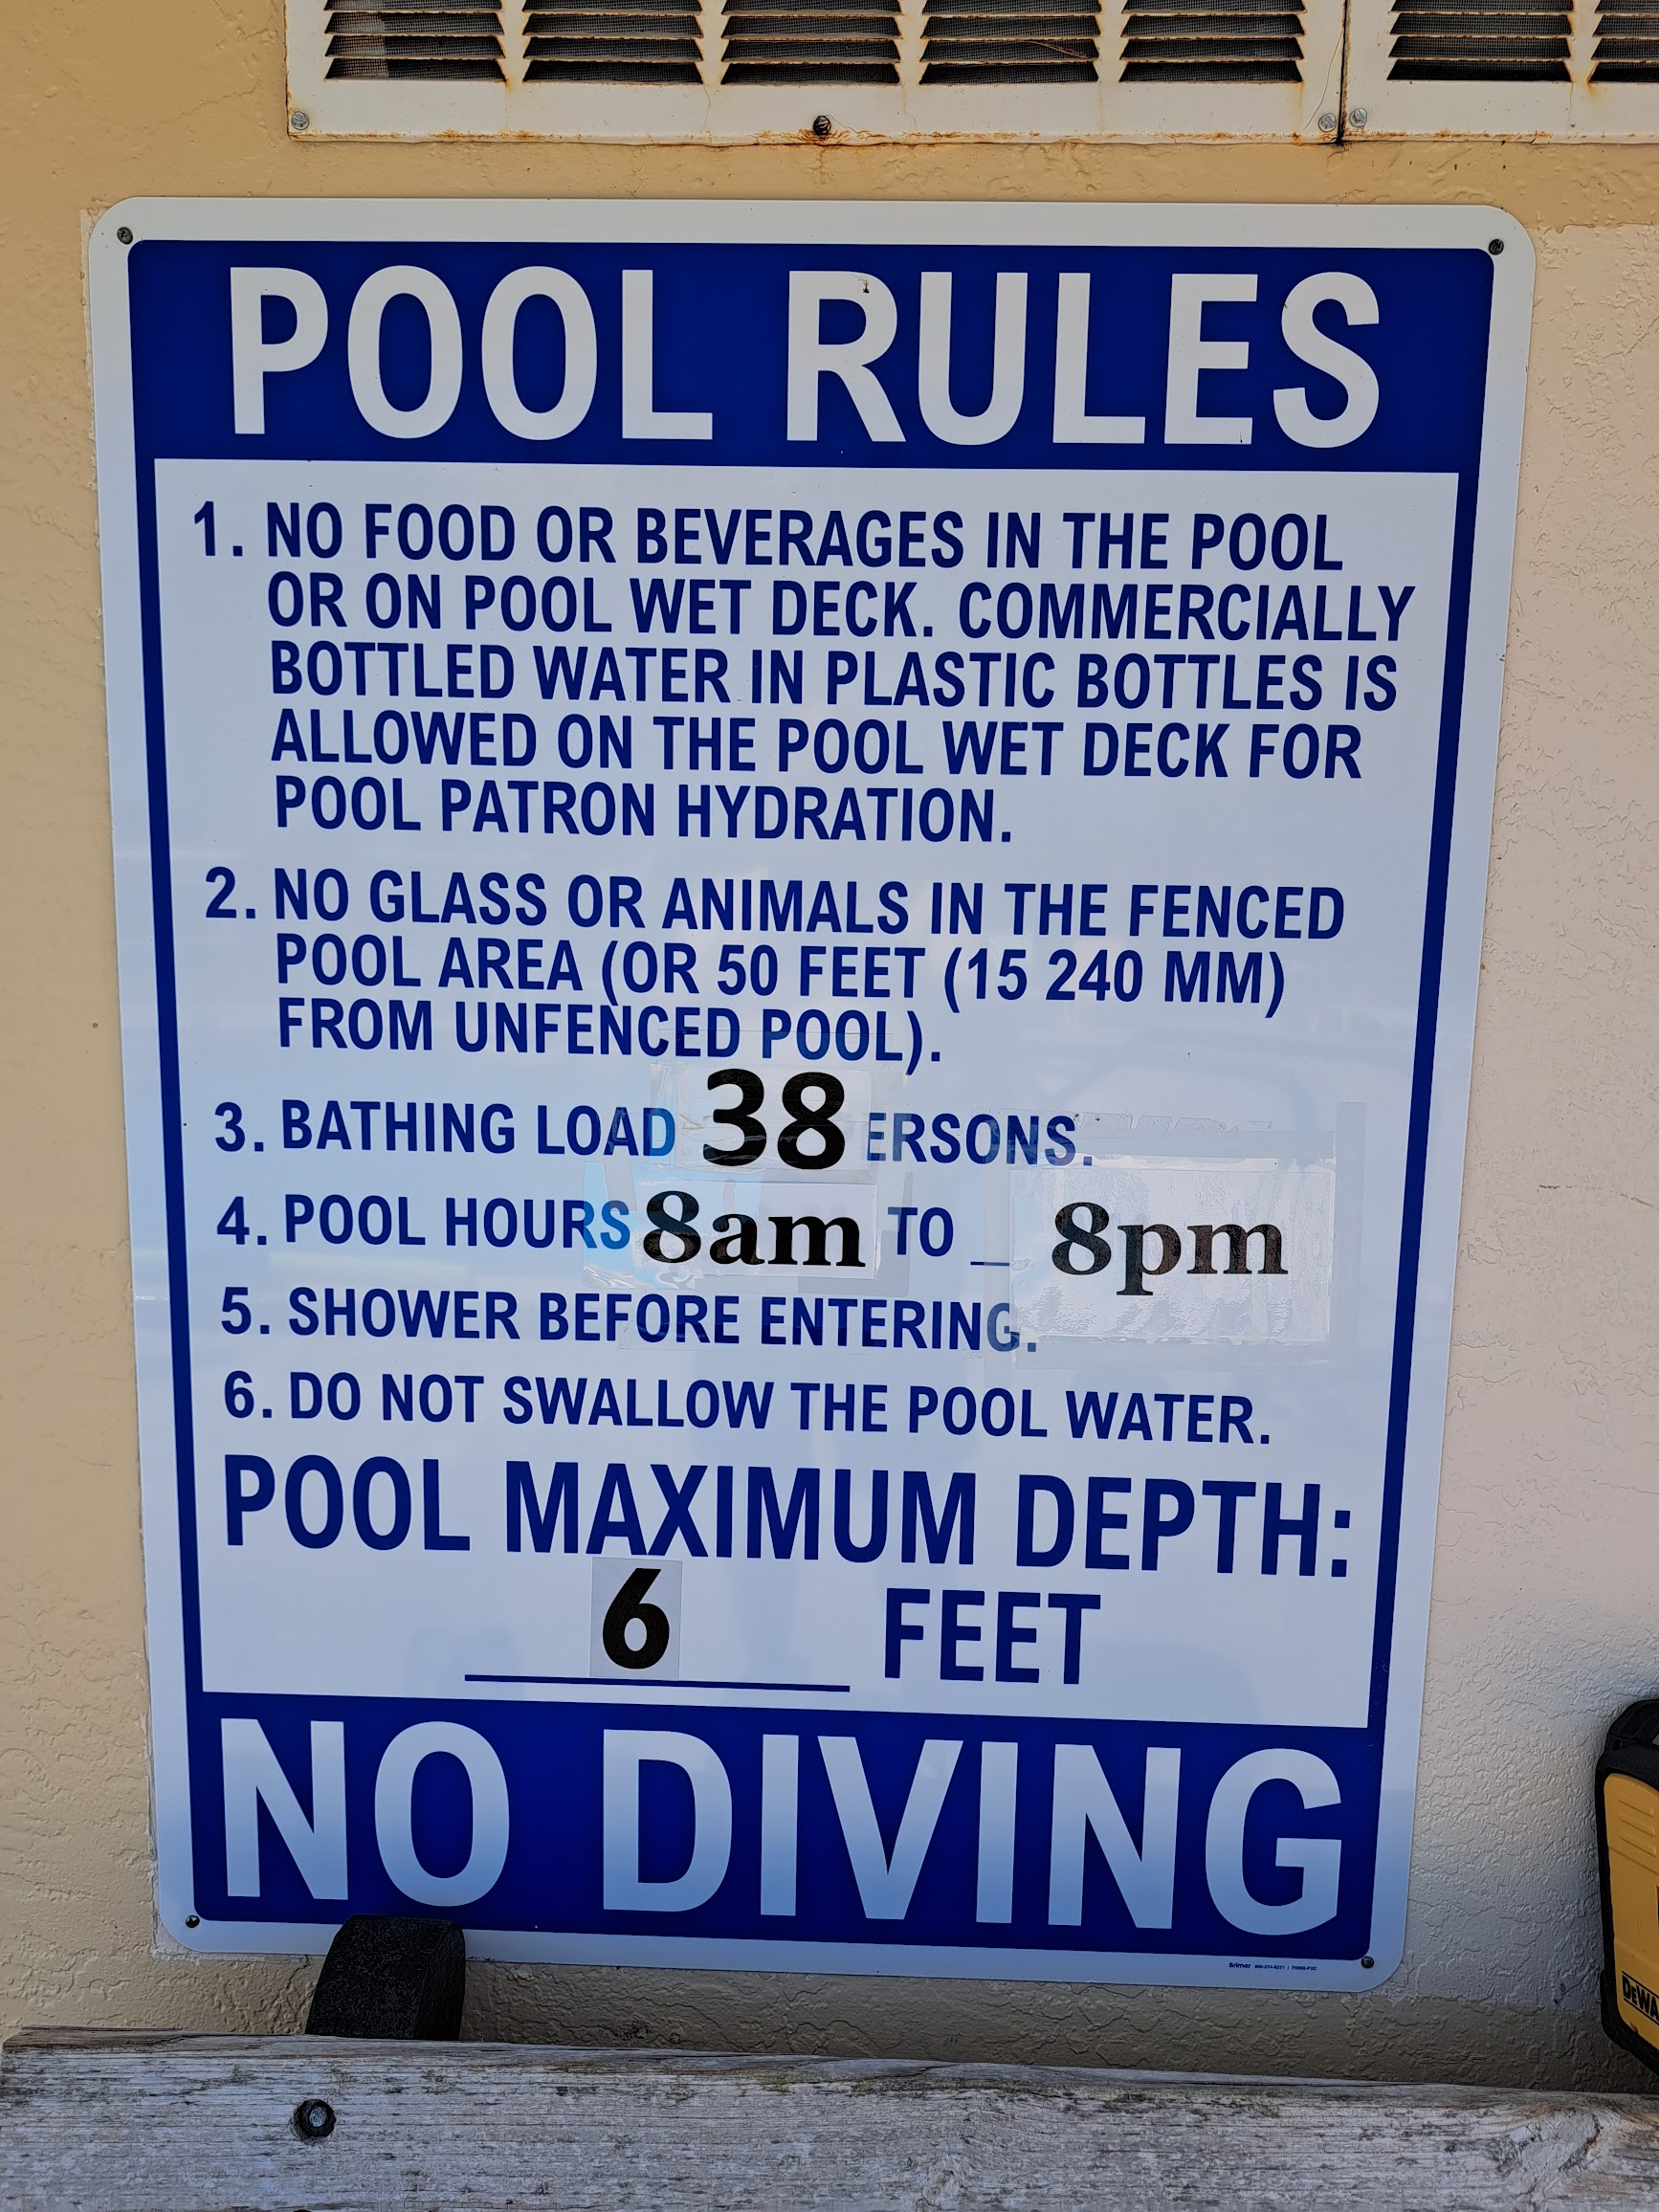 POOL RULES
1. NO FOOD OR BEVERAGES IN THE POOL
OR ON POOL WET DECK. COMMERCIALLY
BOTTLED WATER IN PLASTIC BOTTLES IS
ALLOWED ON THE POOL WET DECK FOR
POOL PATRON HYDRATION.
2. NO GLASS OR ANIMALS IN THE FENCED
POOL AREA (OR 50 FEET (15 240 MM)
FROM UNFENCED POOL).
3. BATHING LOAD 38 ERSONS.
4. POOL HOURS 8am TO _ 8pm
5. SHOWER BEFORE ENTERING.
6. DO NOT SWALLOW THE POOL WATER.
POOL MAXIMUM DEPTH:
6 FEET
NO DIVING
Brimar
DEWA